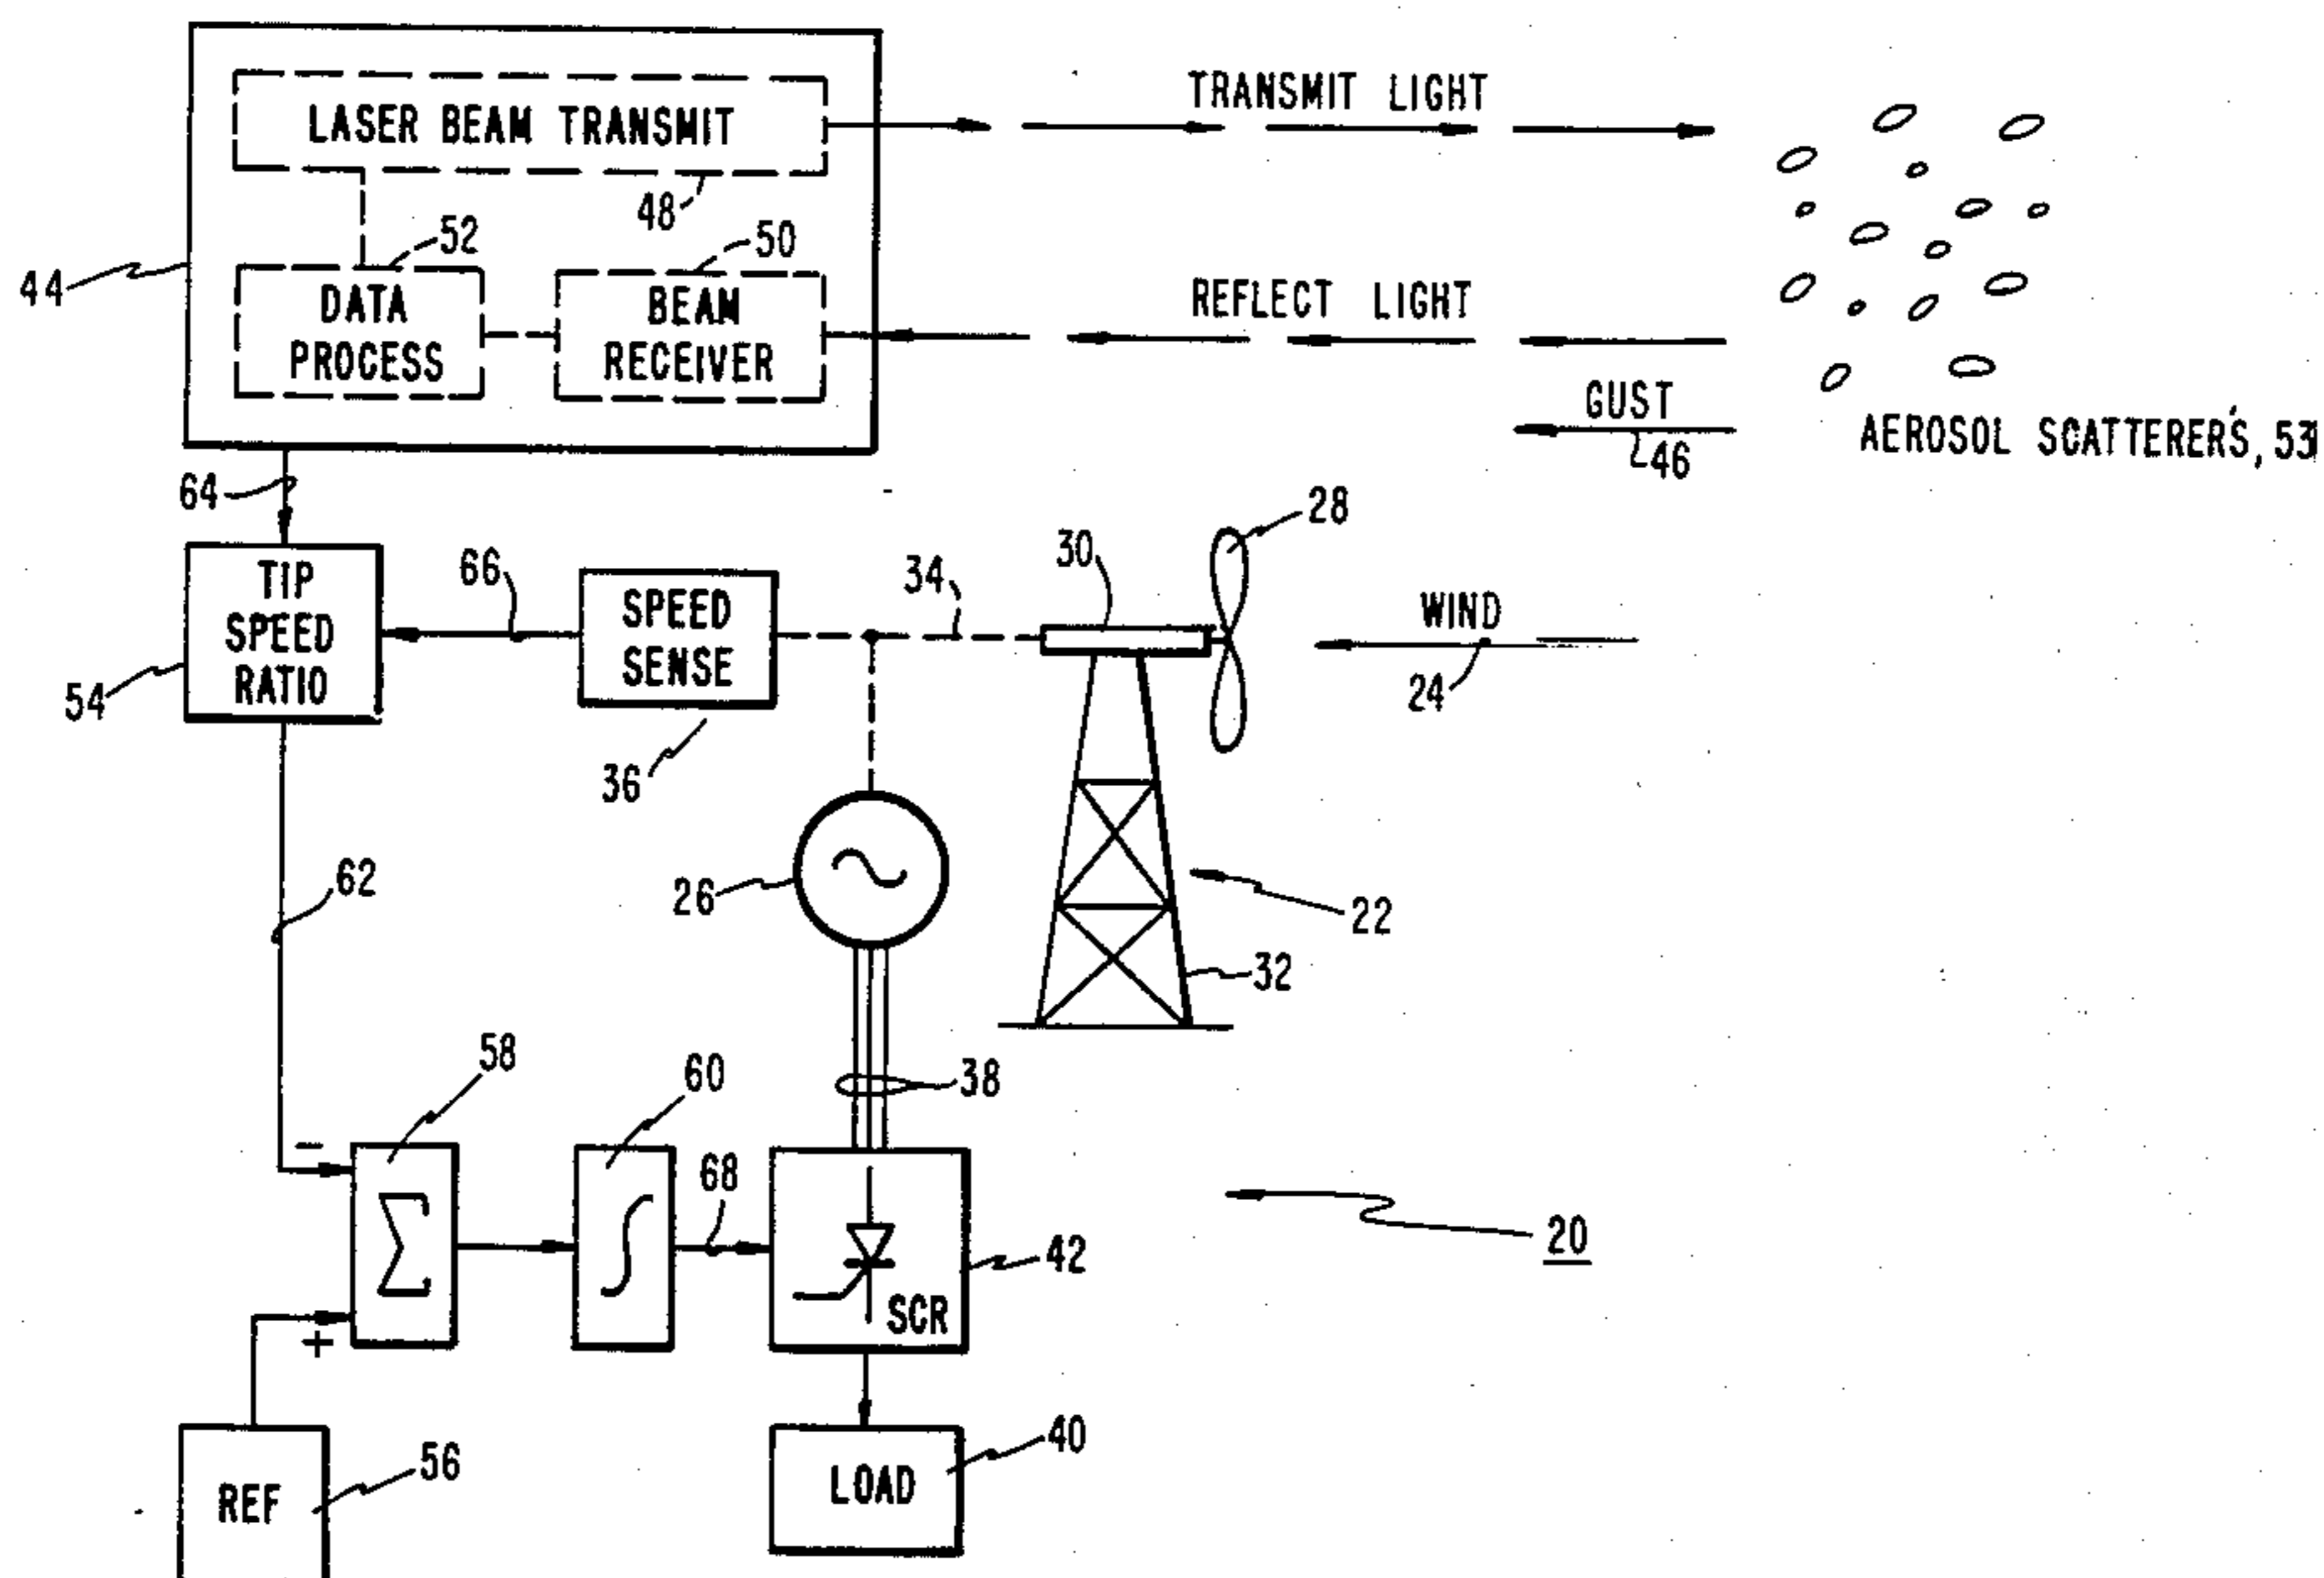 LASER BEAM TRANSMIT
TRANSMIT LIGHT
48
52
50
44
DATA
PROCESS
BEAM
RECEIVER
REFLECT LIGHT
GUST
46
AEROSOL SCATTERERS, 53
64
28
30
34
66
TIP
SPEED
RATIO
SPEED
SENSE
WIND
24
54
36
62
26
22
32
58
60
38
68
-
+
SCR
42
20
REF
56
LOAD
40